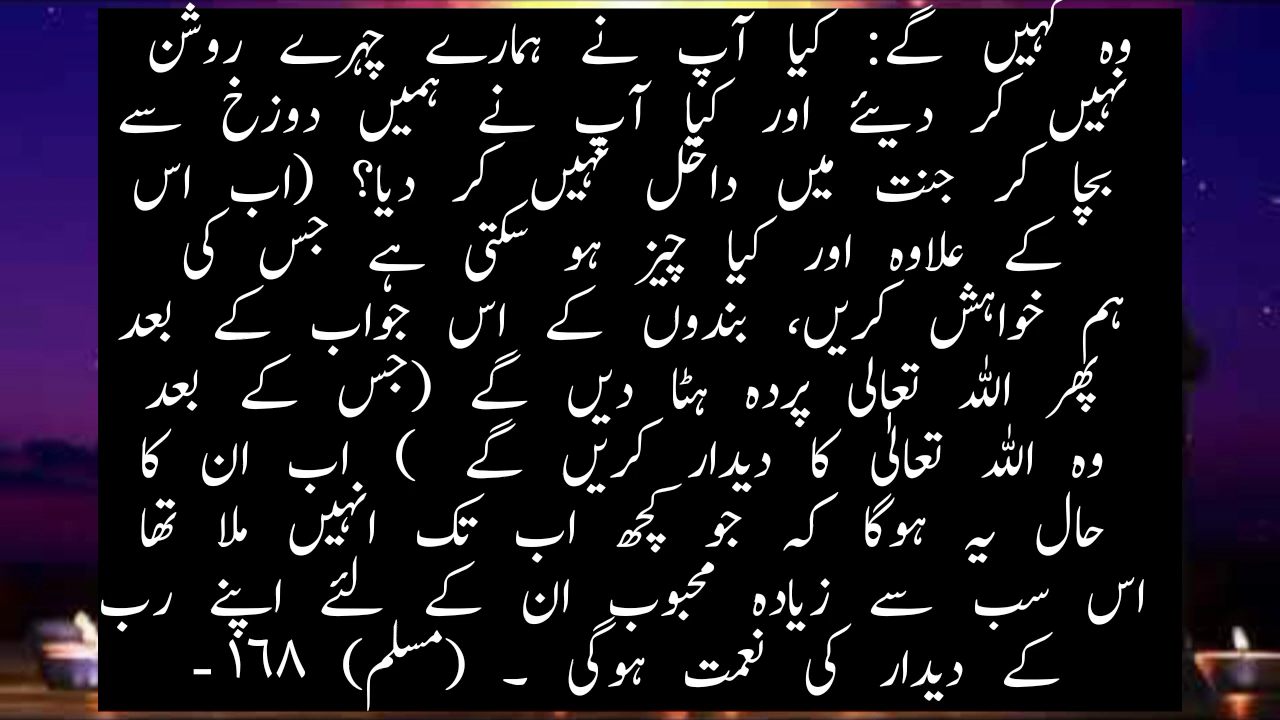 وہ کہیں گے: کیا آپ نے ہمارے چہرے روشن
نہیں کر دیئے اور کیا آپ نے ہمیں دوزخ سے
بچا کر جنت میں داخل نہیں کر دیا؟ (اب اس
کے علاوہ اور کیا چیز ہو سکتی ہے جس کی
ہم خواہش کریں، بندوں کے اس جواب کے بعد
پھر اللہ تعالی پردہ ہٹا دیں گے (جس کے بعد
وہ اللہ تعالٰی کا دیدار کریں گے ) اب ان کا
حال یہ ہوگا کہ جو کچھ اب تک انہیں ملا تھا
اس سب سے زیادہ محبوب ان کے لئے اپنے رب
کے دیدار کی نعمت ہوگی ۔ (مسلم) ١٦٨ -